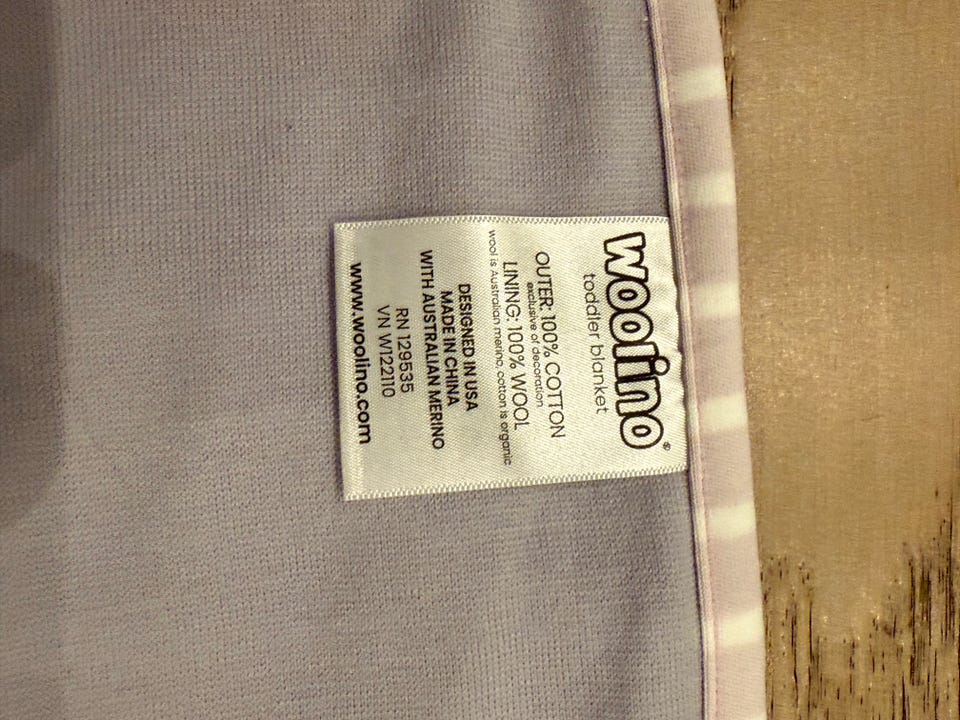 woolino®
toddler blanket
OUTER: 100% COTTON
exclusive of decoration
LINING: 100% WOOL
wool is Australian merino, cotton is organic
DESIGNED IN USA
MADE IN CHINA
WITH AUSTRALIAN MERINO
RN 129535
VN W122110
www.woolino.com